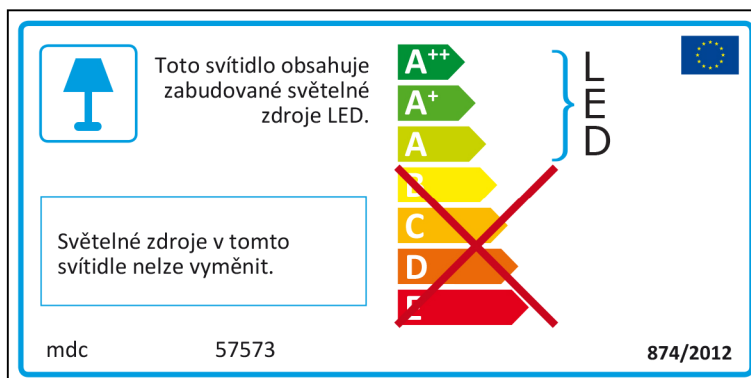 Toto svítidlo obsahuje
zabudované světelné
zdroje LED.
A++
A+
A
B
C
D
E
L
E
D
Světelné zdroje v tomto
svítidle nelze vyměnit.
mdc 57573
874/2012